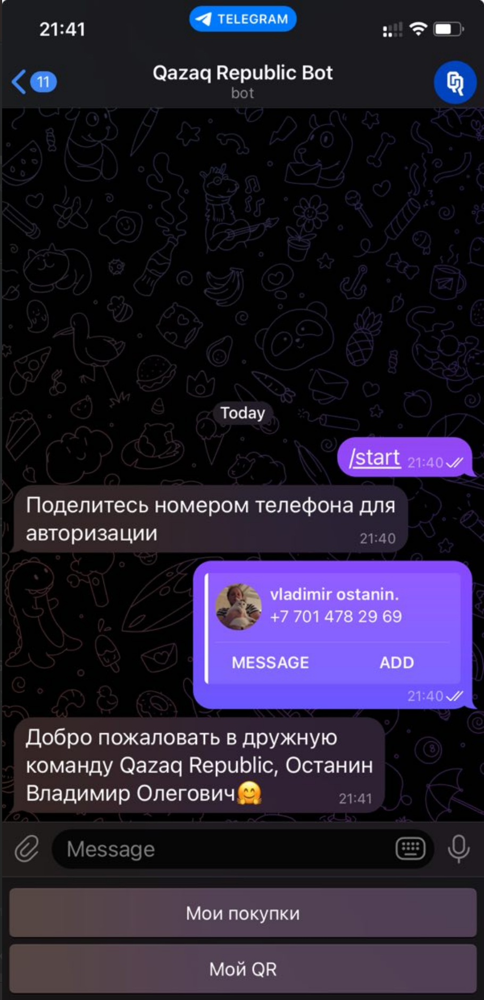 21:41
TELEGRAM
11
Qazaq Republic Bot
bot
QR
Today
/start 21:40
Поделитесь номером телефона для
авторизации
21:40
vladimir ostanin.
+7 701 478 29 69
MESSAGE ADD
21:40
Добро пожаловать в дружную
команду Qazaq Republic, Останин
Владимир Олегович🤗
21:41
Message
Мои покупки
Мой QR